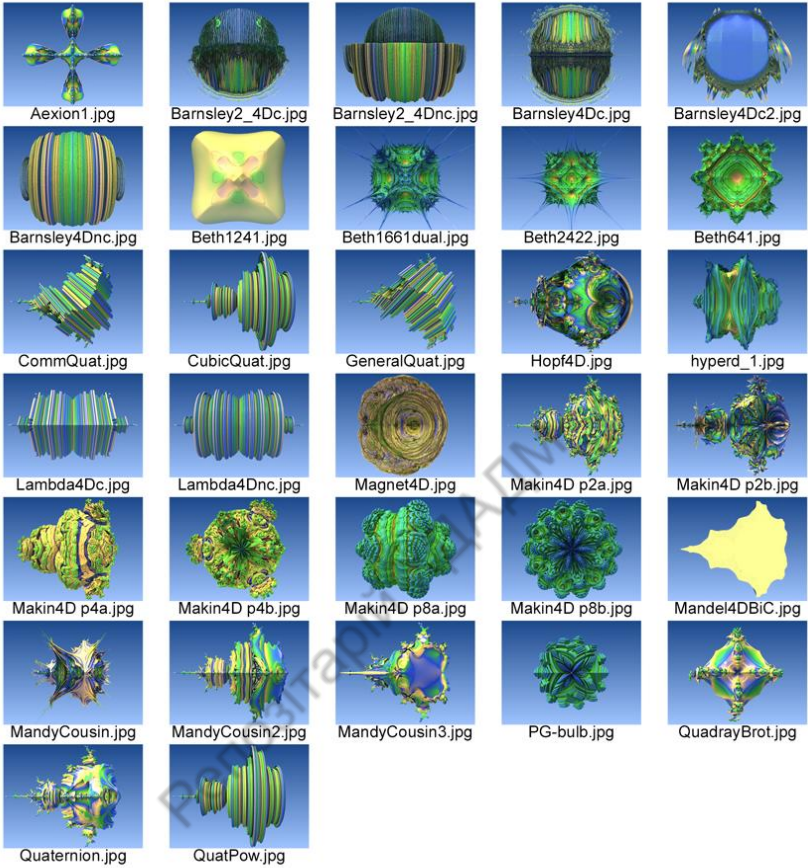 Aexion1.jpg Barnsley2_4Dc.jpg Barnsley2_4Dnc.jpg Barnsley4Dc.jpg Barnsley4Dc2.jpg
Barnsley4Dnc.jpg Beth1241.jpg Beth1661dual.jpg Beth2422.jpg Beth641.jpg
CommQuat.jpg CubicQuat.jpg GeneralQuat.jpg Hopf4D.jpg hyperd_1.jpg
Lambda4Dc.jpg Lambda4Dnc.jpg Magnet4D.jpg Makin4D p2a.jpg Makin4D p2b.jpg
Makin4D p4a.jpg Makin4D p4b.jpg Makin4D p8a.jpg Makin4D p8b.jpg Mandel4DBiC.jpg
MandyCousin.jpg MandyCousin2.jpg MandyCousin3.jpg PG-bulb.jpg QuadrayBrot.jpg
Quaternion.jpg QuatPow.jpg
Репозітарій